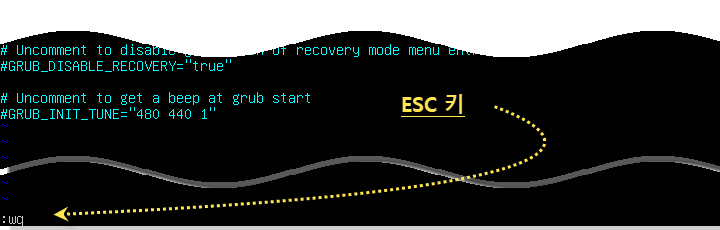 # Uncomment to disable of recovery mode menu
#GRUB_DISABLE_RECOVERY="true"
# Uncomment to get a beep at grub start
#GRUB_INIT_TUNE="480 440 1"
ESC 키
~
~
~
~
:wq